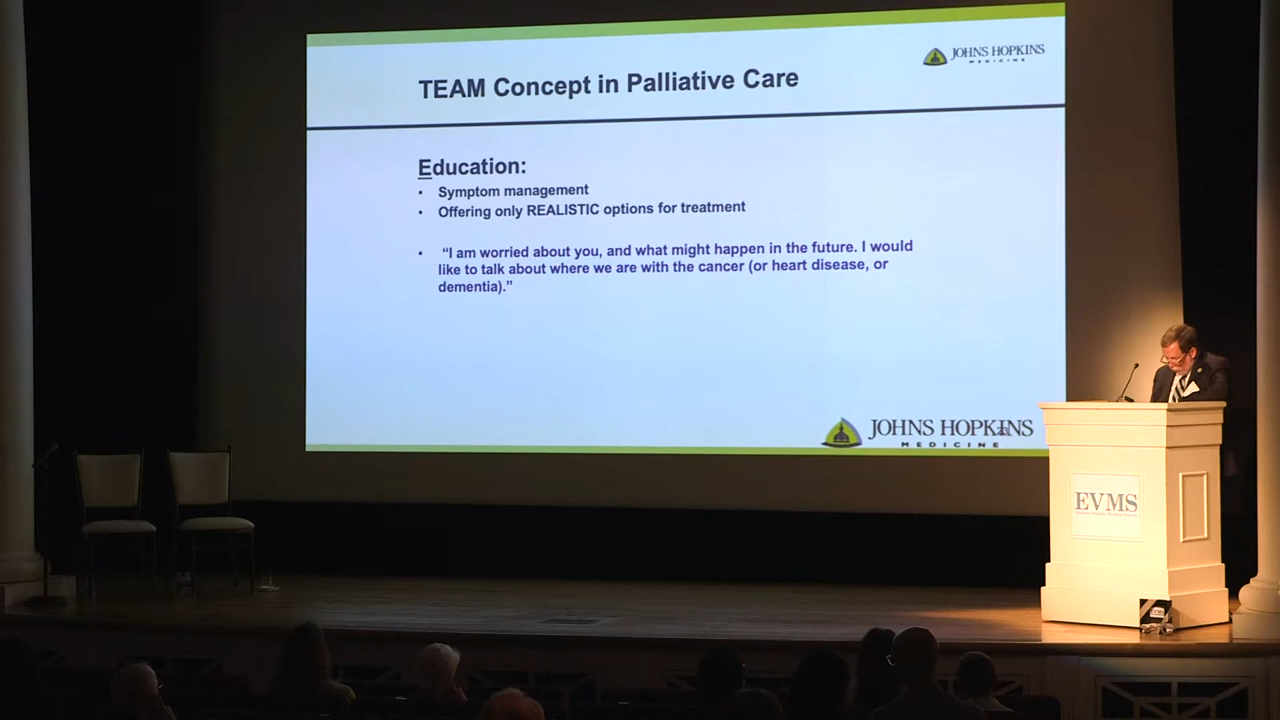 JOHNS HOPKINS
MEDICINE
TEAM Concept in Palliative Care
Education:
• Symptom management
• Offering only REALISTIC options for treatment
• “I am worried about you, and what might happen in the future. I would
like to talk about where we are with the cancer (or heart disease, or
dementia).”
JOHNS HOPKINS
MEDICINE
EVMS